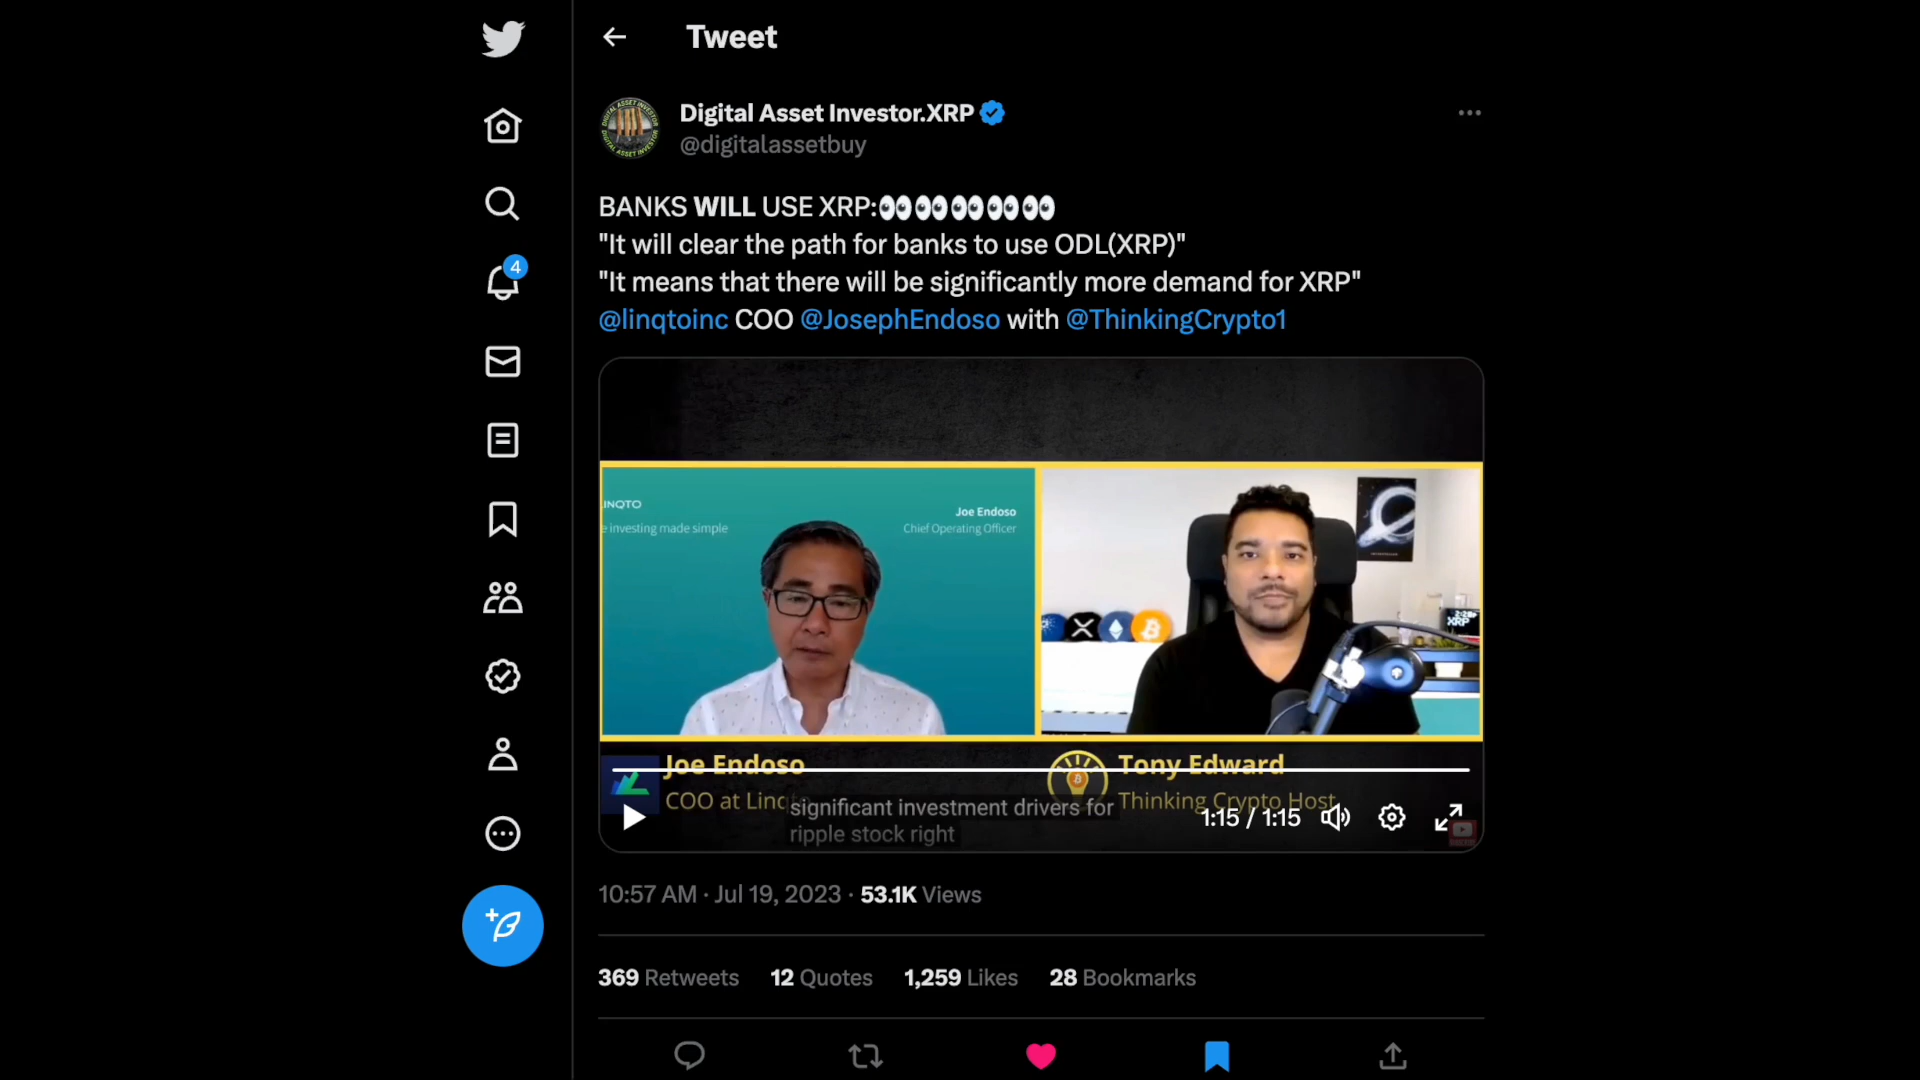 Tweet
Digital Asset Investor.XRP
@digitalassetbuy
BANKS WILL USE XRP:👀👀👀👀👀
"It will clear the path for banks to use ODL(XRP)"
"It means that there will be significantly more demand for XRP"
@linqtoinc COO @JosephEndoso with @ThinkingCrypto1
4
INQTO
e investing made simple
Joe Endoso
Chief Operating Officer
XRP
Joe Endoso
COO at Linqto
Tony Edward
Thinking Crypto Host
significant investment drivers for
ripple stock right
1:15 / 1:15
10:57 AM · Jul 19, 2023 · 53.1K Views
369 Retweets 12 Quotes 1,259 Likes 28 Bookmarks